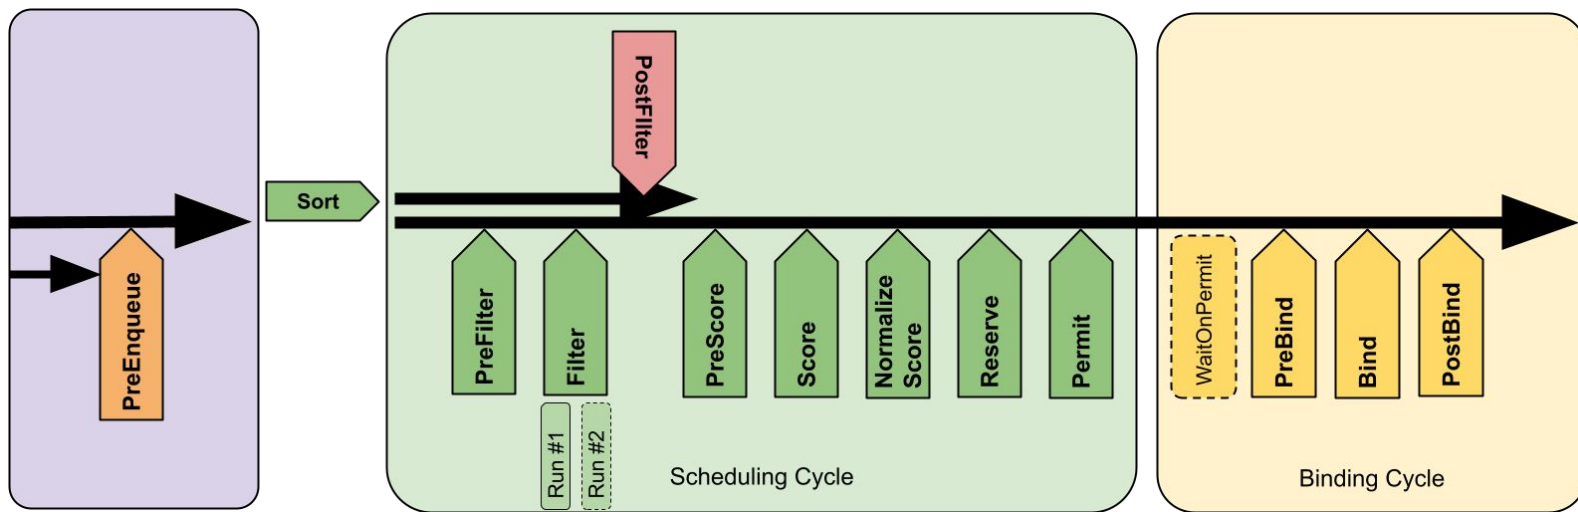 PreEnqueue
Sort
PostFIlter
PreFilter
Filter
Run #1
Run #2
PreScore
Score
Normalize
Score
Reserve
Permit
Scheduling Cycle
WaitOnPermit
PreBind
Bind
PostBind
Binding Cycle